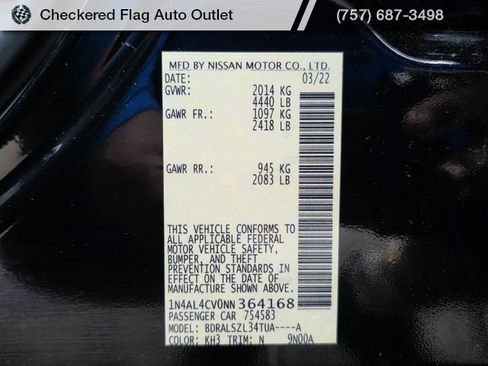 Checkered Flag Auto Outlet (757) 687-3498
MFD BY NISSAN MOTOR CO., LTD.
DATE: 03/22
GVWR: 2014 KG
4440 LB
GAWR FR.: 1097 KG
2418 LB
GAWR RR.: 945 KG
2083 LB
THIS VEHICLE CONFORMS TO
ALL APPLICABLE FEDERAL
MOTOR VEHICLE SAFETY,
BUMPER, AND THEFT
PREVENTION STANDARDS IN
EFFECT ON THE DATE OF
MANUFACTURE SHOWN ABOVE.
1N4AL4CV0NN364168
PASSENGER CAR 754583
MODEL: BDRALSZL34TUA----A
COLOR: KH3 TRIM: N 9N00A